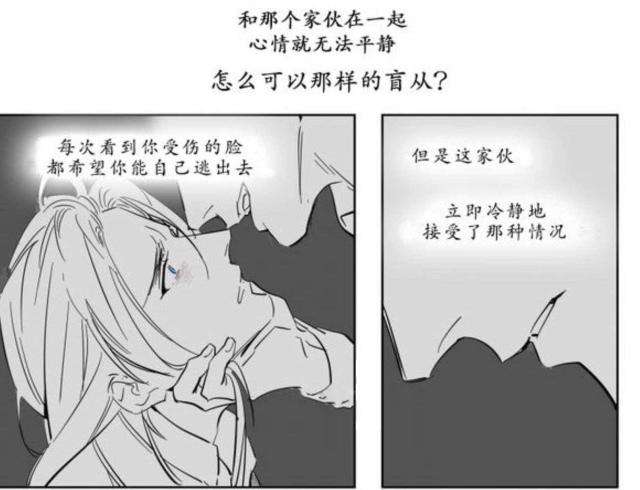 和那个家伙在一起
心情就无法平静
怎么可以那样的盲从?
每次看到你受伤的脸
都希望你能自己逃出去
但是这家伙
立即冷静地
接受了那种情况